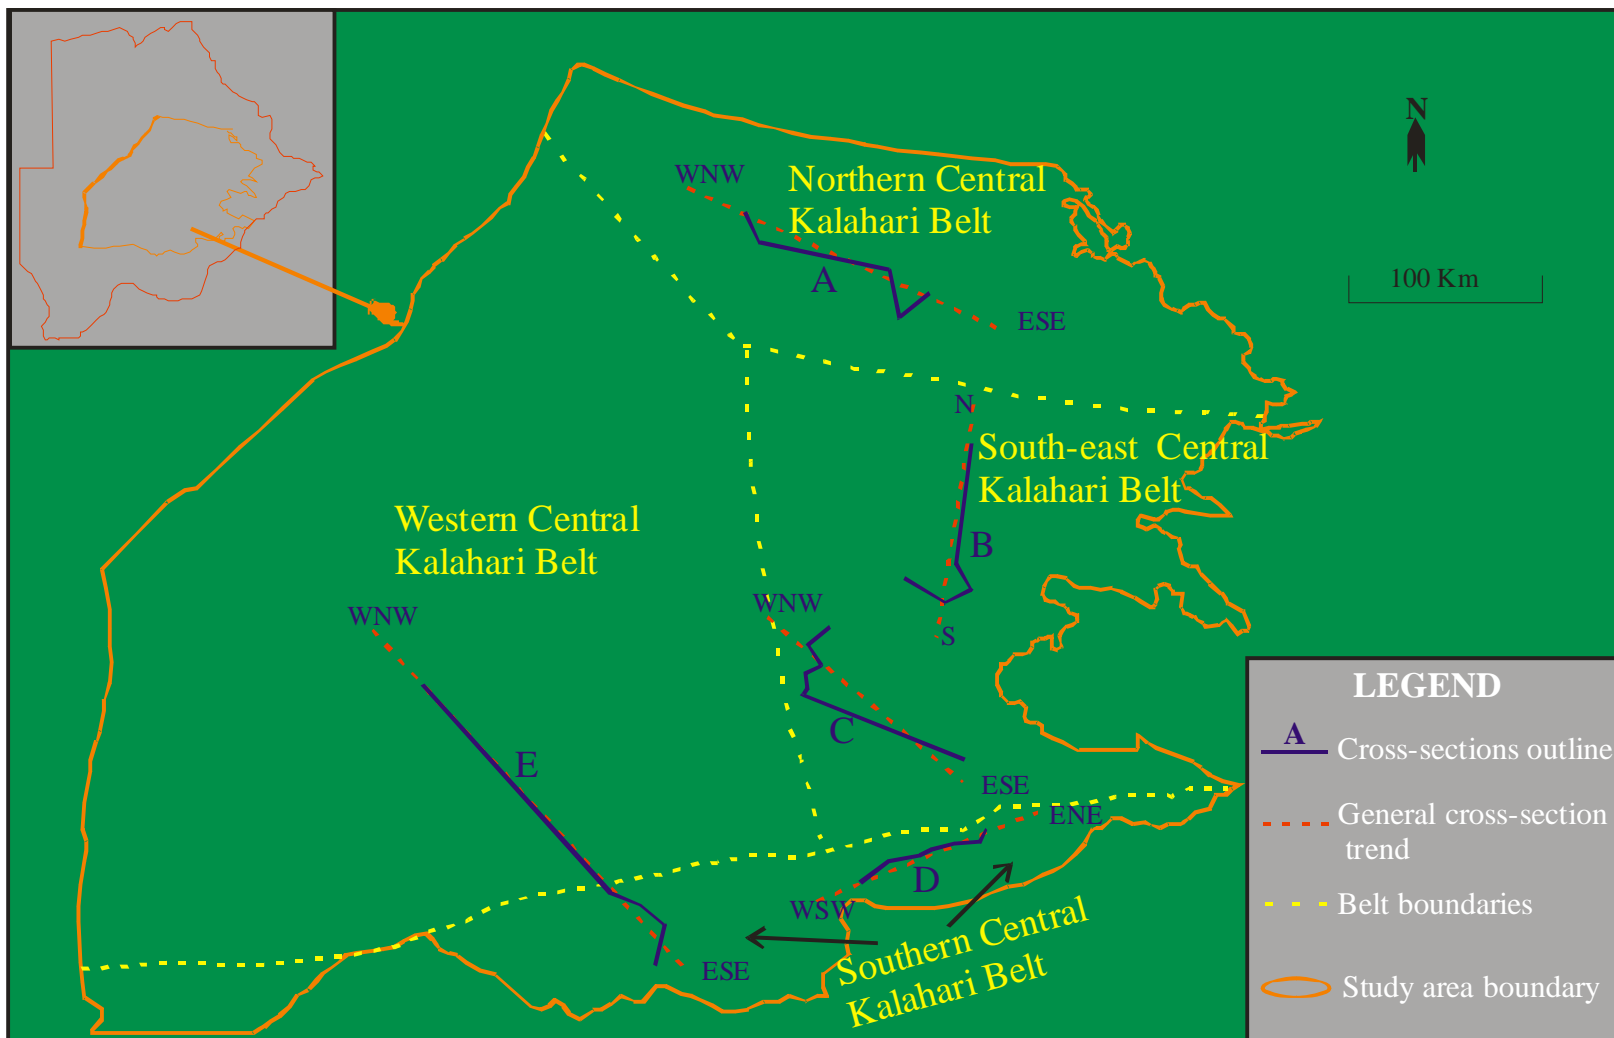 N
WNW
Northern Central
Kalahari Belt
A
100 Km
ESE
N
South-east Central
Kalahari Belt
Western Central
Kalahari Belt
B
WNW
WNW
S
C
E
ESE
ENE
D
WSW
ESE
Southern Central
Kalahari Belt
LEGEND
A
Cross-sections outline
General cross-section
trend
Belt boundaries
Study area boundary